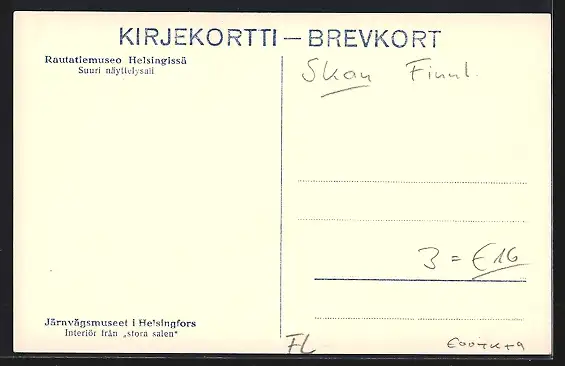 KIRJEKORTTI — BREVKORT
Rautatiemuseo Helsingissä
Suuri näyttelysali
Skan Finnl.
3 = €16
Järnvägsmuseet i Helsingfors
Interiör från „stora salen"
FL